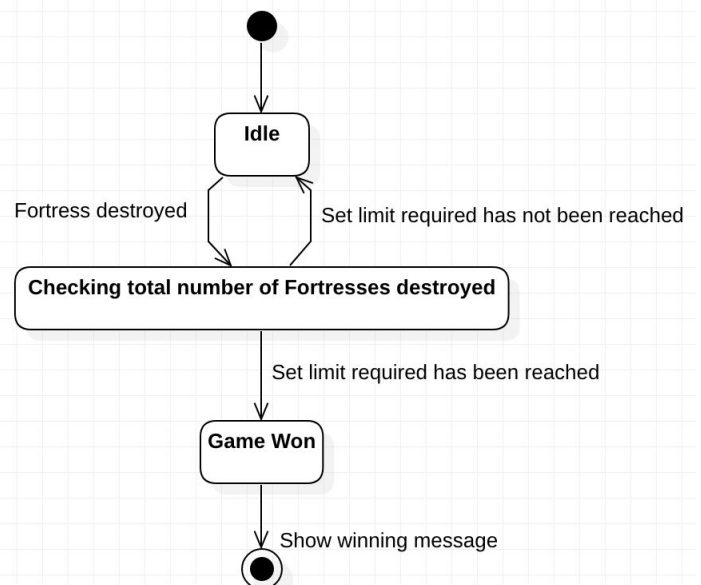 Idle
Fortress destroyed
Set limit required has not been reached
Checking total number of Fortresses destroyed
Set limit required has been reached
Game Won
Show winning message